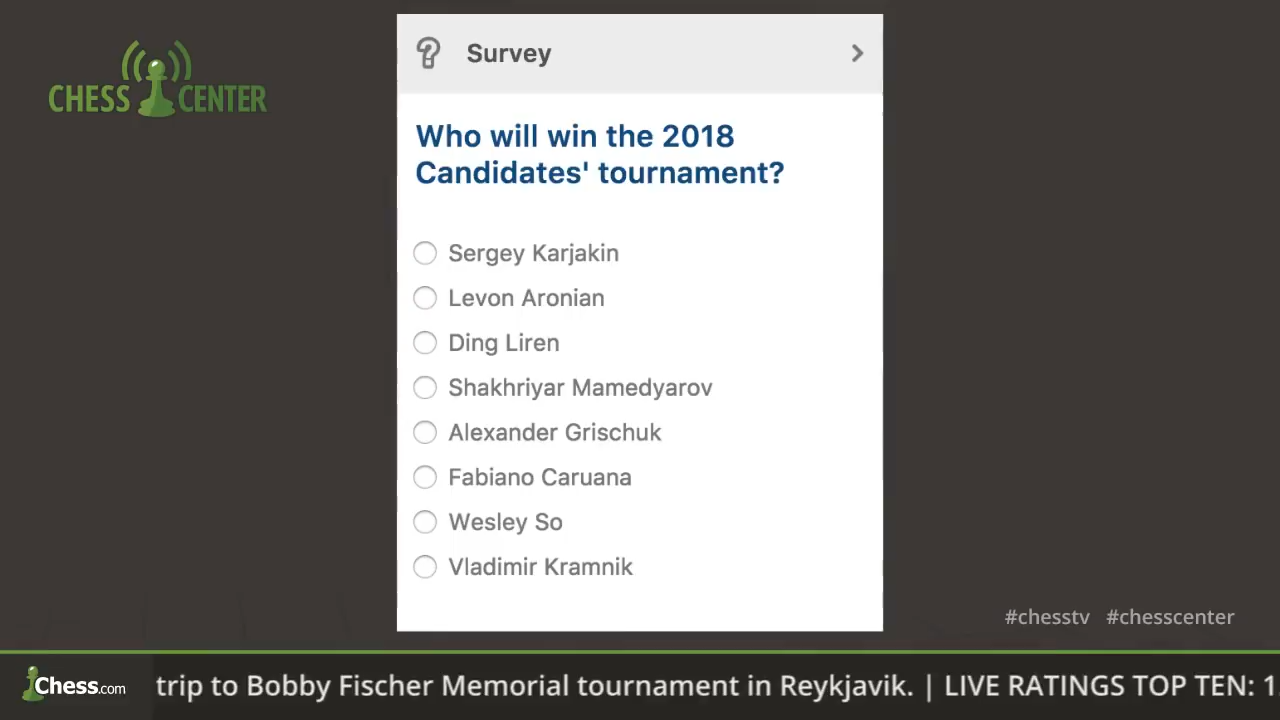 CHESS CENTER
Survey
Who will win the 2018
Candidates' tournament?
Sergey Karjakin
Levon Aronian
Ding Liren
Shakhriyar Mamedyarov
Alexander Grischuk
Fabiano Caruana
Wesley So
Vladimir Kramnik
#chesstv #chesscenter
Chess.com
trip to Bobby Fischer Memorial tournament in Reykjavik. | LIVE RATINGS TOP TEN: 1